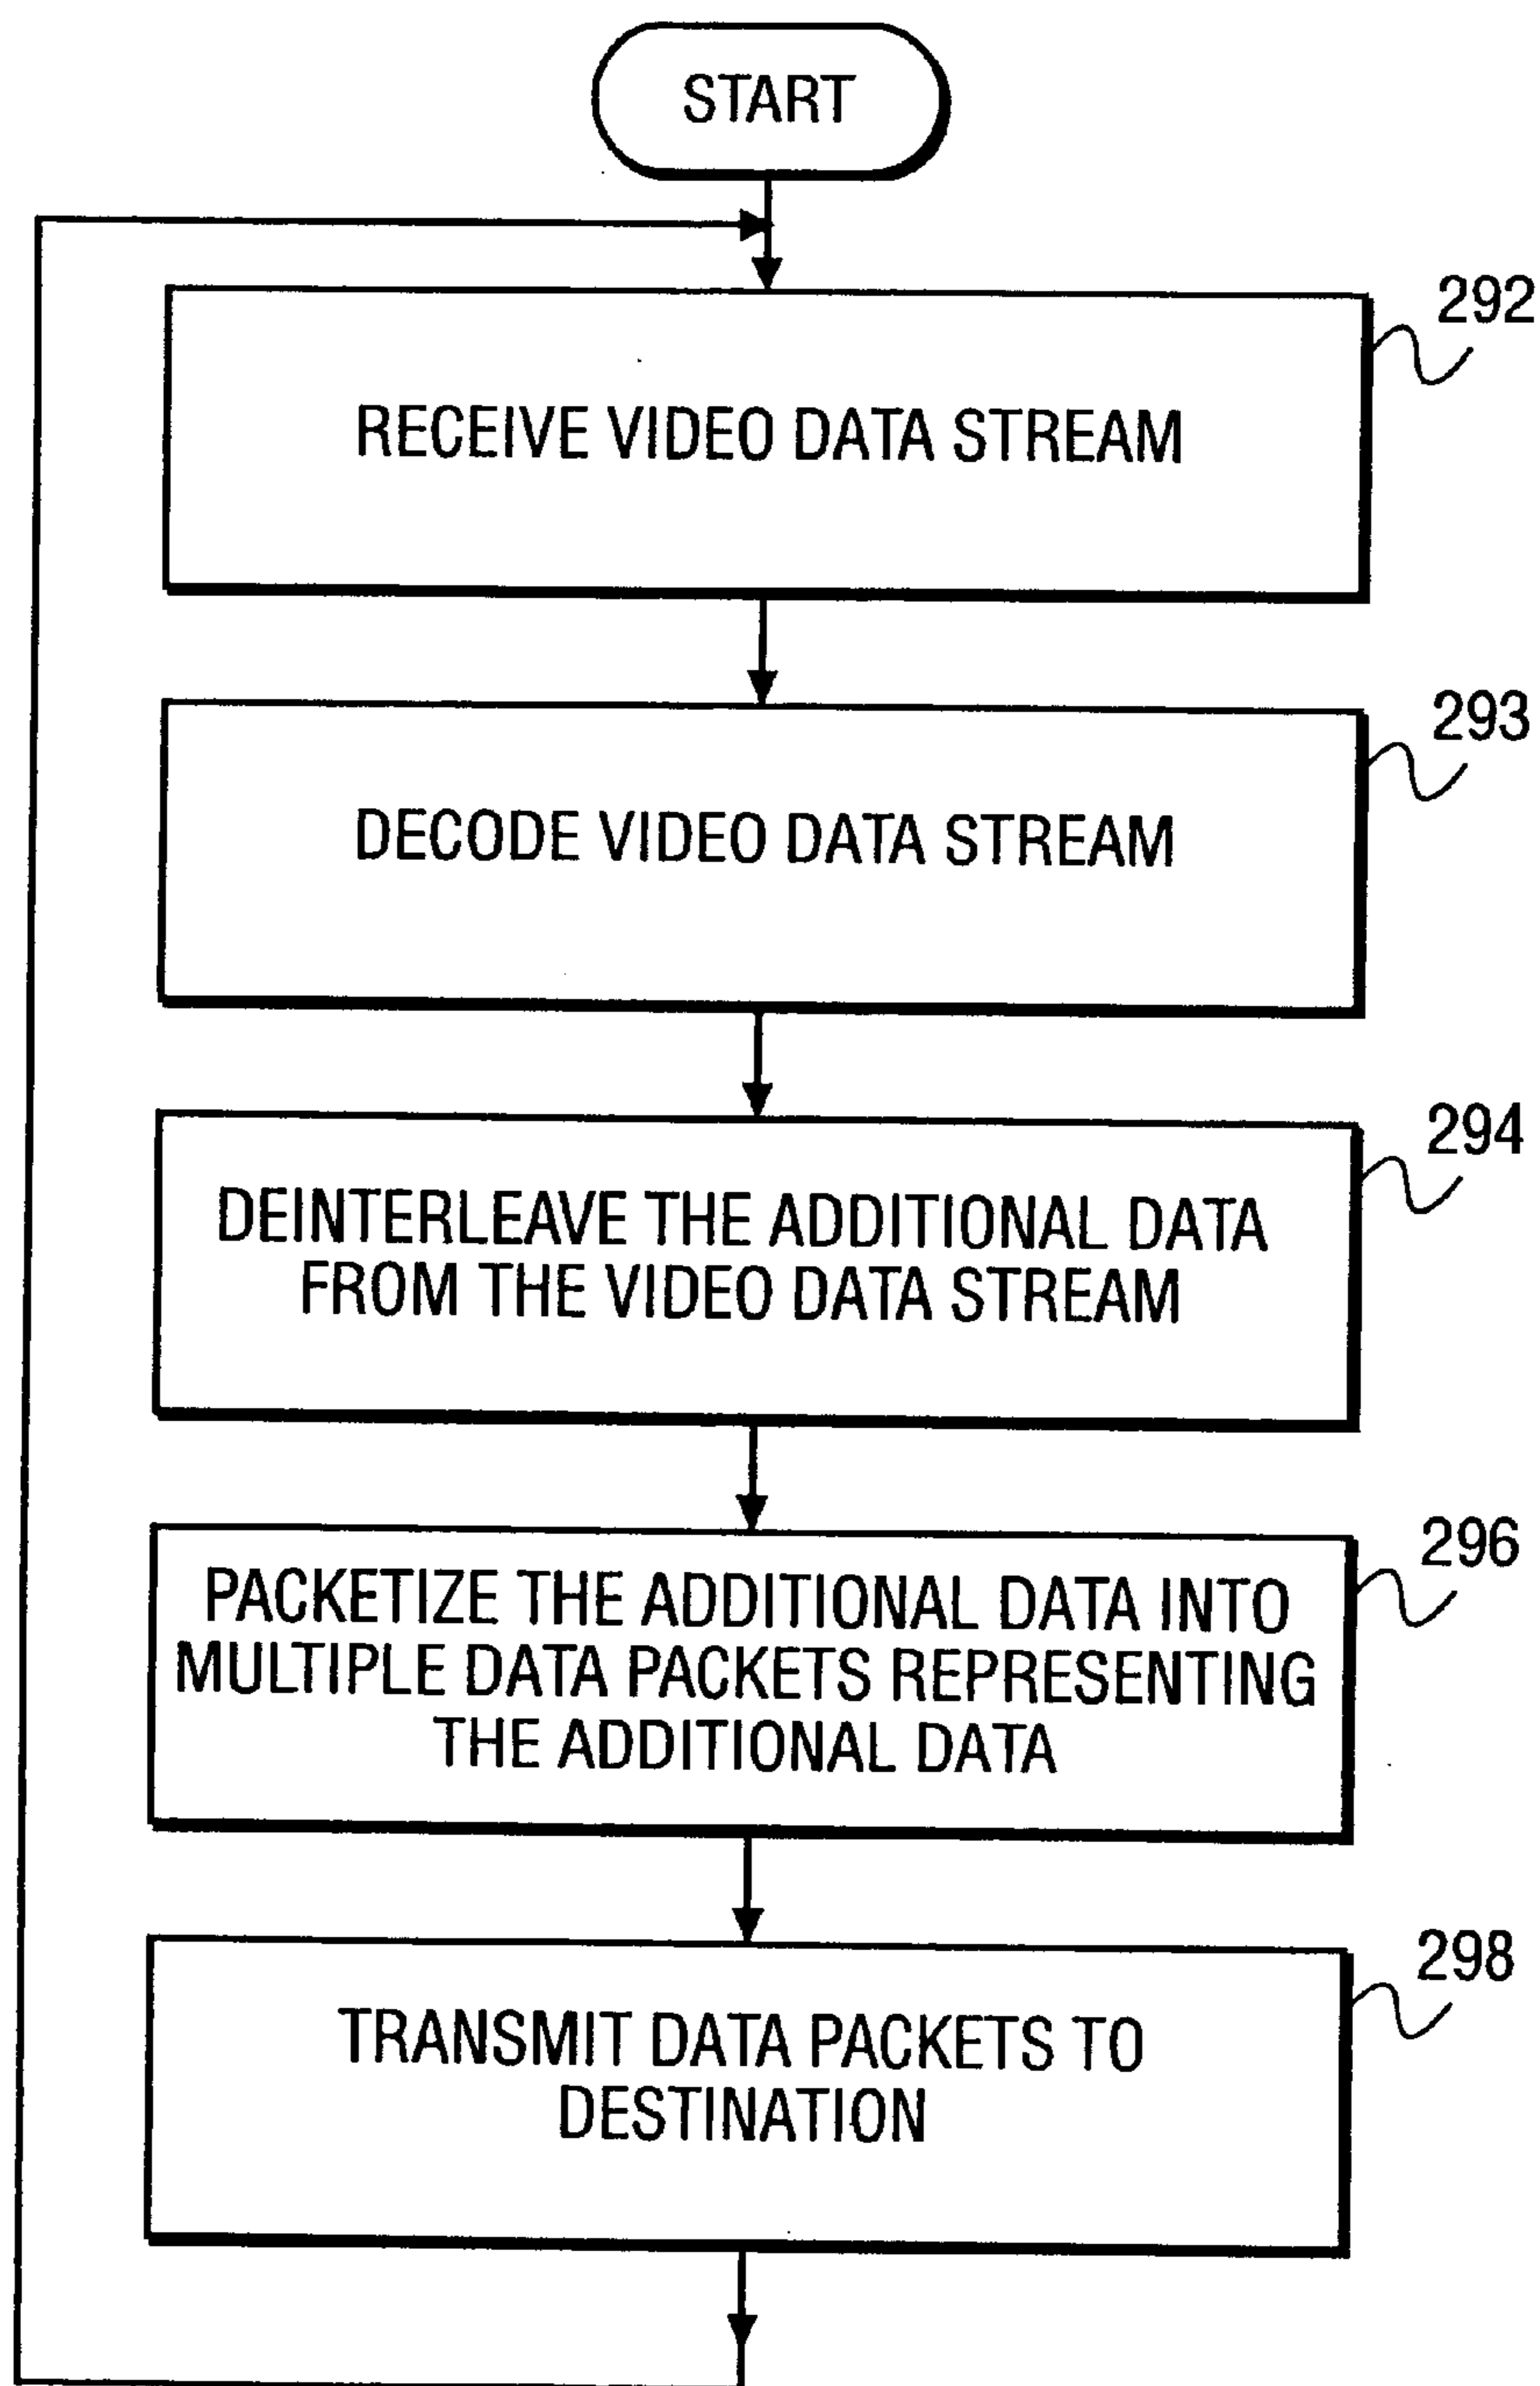 START
292
RECEIVE VIDEO DATA STREAM
293
DECODE VIDEO DATA STREAM
294
DEINTERLEAVE THE ADDITIONAL DATA
FROM THE VIDEO DATA STREAM
296
PACKETIZE THE ADDITIONAL DATA INTO
MULTIPLE DATA PACKETS REPRESENTING
THE ADDITIONAL DATA
298
TRANSMIT DATA PACKETS TO
DESTINATION